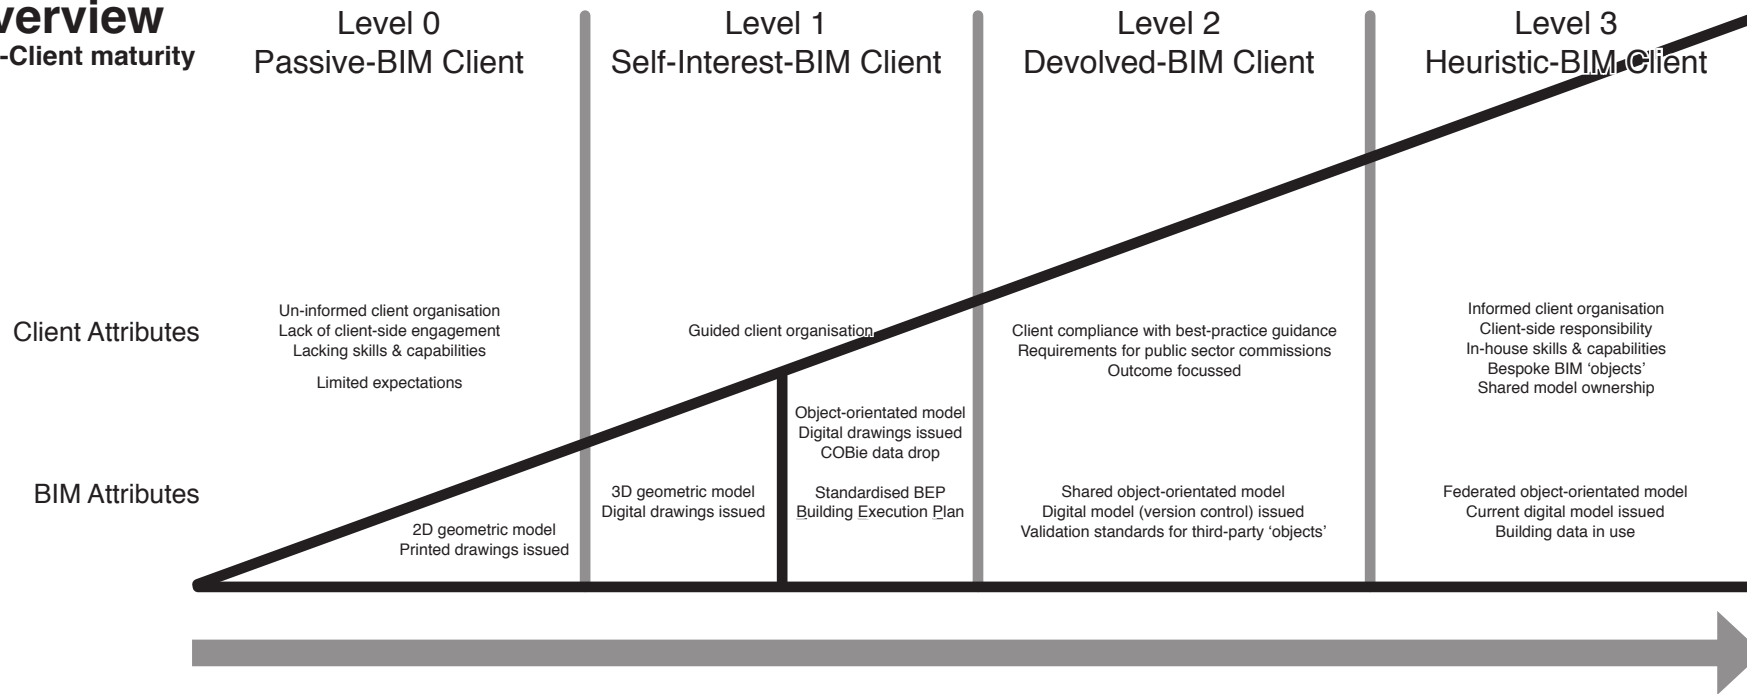 verview
-Client maturity
Level 0
Passive-BIM Client
Level 1
Self-Interest-BIM Client
Level 2
Devolved-BIM Client
Level 3
Heuristic-BIM Client
Client Attributes
Un-informed client organisation
Lack of client-side engagement
Lacking skills & capabilities
Limited expectations
Guided client organisation
Client compliance with best-practice guidance
Requirements for public sector commissions
Outcome focussed
Informed client organisation
Client-side responsibility
In-house skills & capabilities
Bespoke BIM ‘objects’
Shared model ownership
BIM Attributes
2D geometric model
Printed drawings issued
3D geometric model
Digital drawings issued
Object-orientated model
Digital drawings issued
COBie data drop
Standardised BEP
Building Execution Plan
Shared object-orientated model
Digital model (version control) issued
Validation standards for third-party ‘objects’
Federated object-orientated model
Current digital model issued
Building data in use